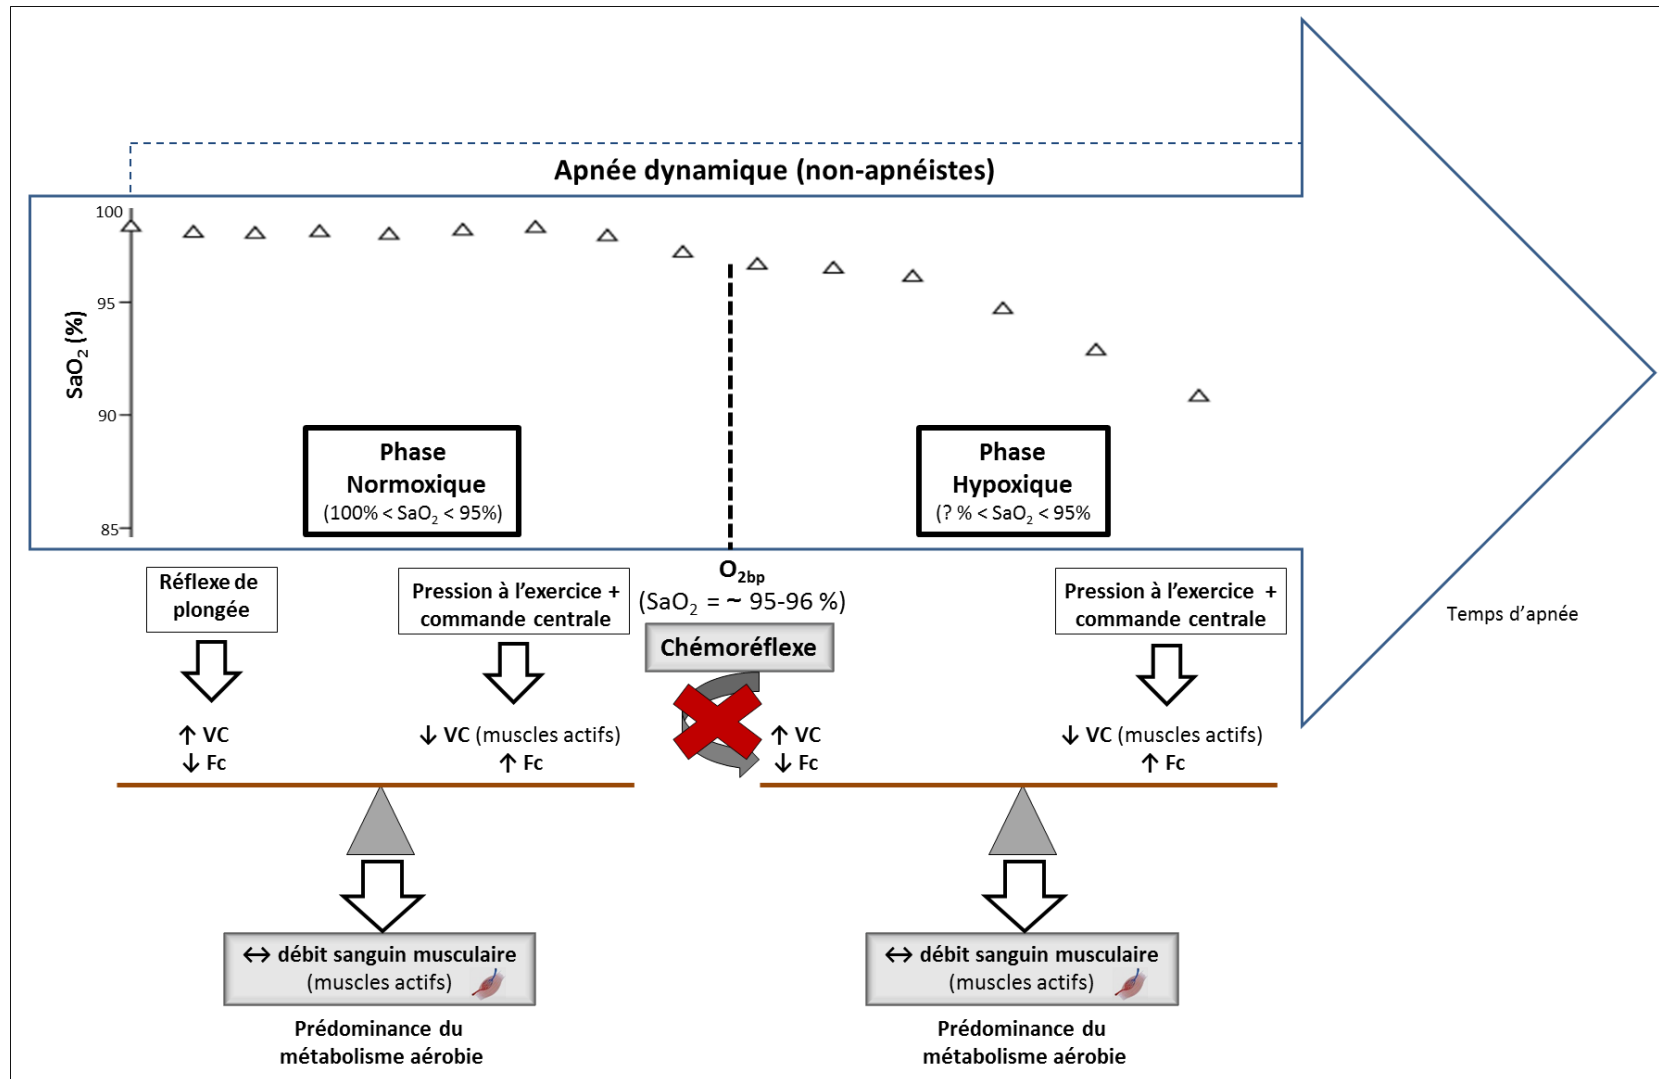 Apnée dynamique (non-apnéistes)
100
95
90
85
SaO2 (%)
Phase
Normoxique
(100% < SaO2 < 95%)
Phase
Hypoxique
(? % < SaO2 < 95%
Réflexe de
plongée
Pression à l'exercice +
commande centrale
O2bp
(SaO2 = ~ 95-96 %)
Chémoréflexe
Pression à l'exercice +
commande centrale
Temps d'apnée
↑ VC
↓ Fc
↓ VC (muscles actifs)
↑ Fc
↑ VC
↓ Fc
↓ VC (muscles actifs)
↑ Fc
↔ débit sanguin musculaire
(muscles actifs)
Prédominance du
métabolisme aérobie
↔ débit sanguin musculaire
(muscles actifs)
Prédominance du
métabolisme aérobie